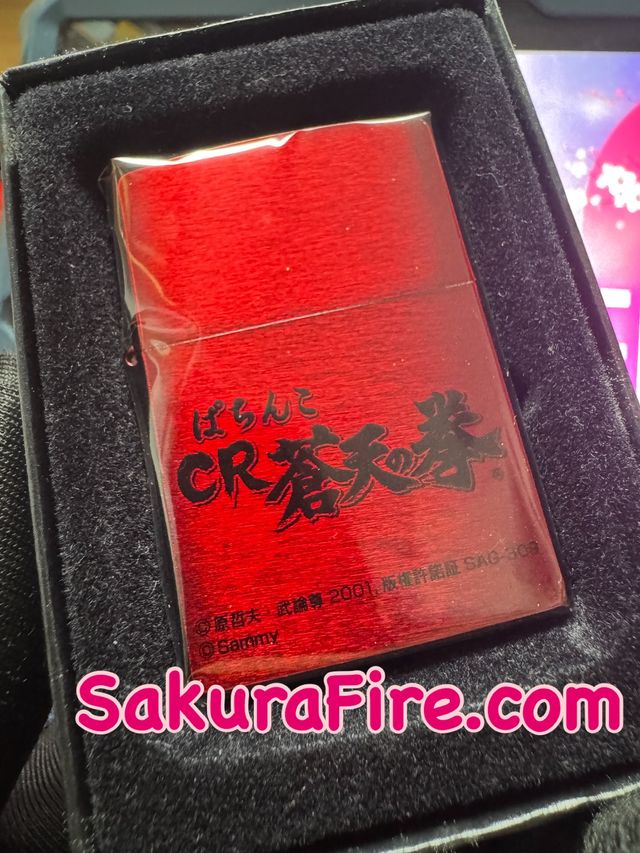 ぱちんこ
CR蒼天の拳
©原哲夫・武論尊 2001, 版権許諾証 SAG-309
©Sammy
SakuraFire.com